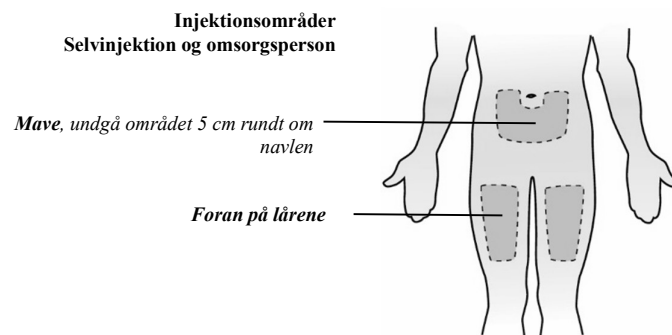 Injektionsområder
Selvinjektion og omsorgsperson
Mave, undgå området 5 cm rundt om
navlen
Foran på lårene